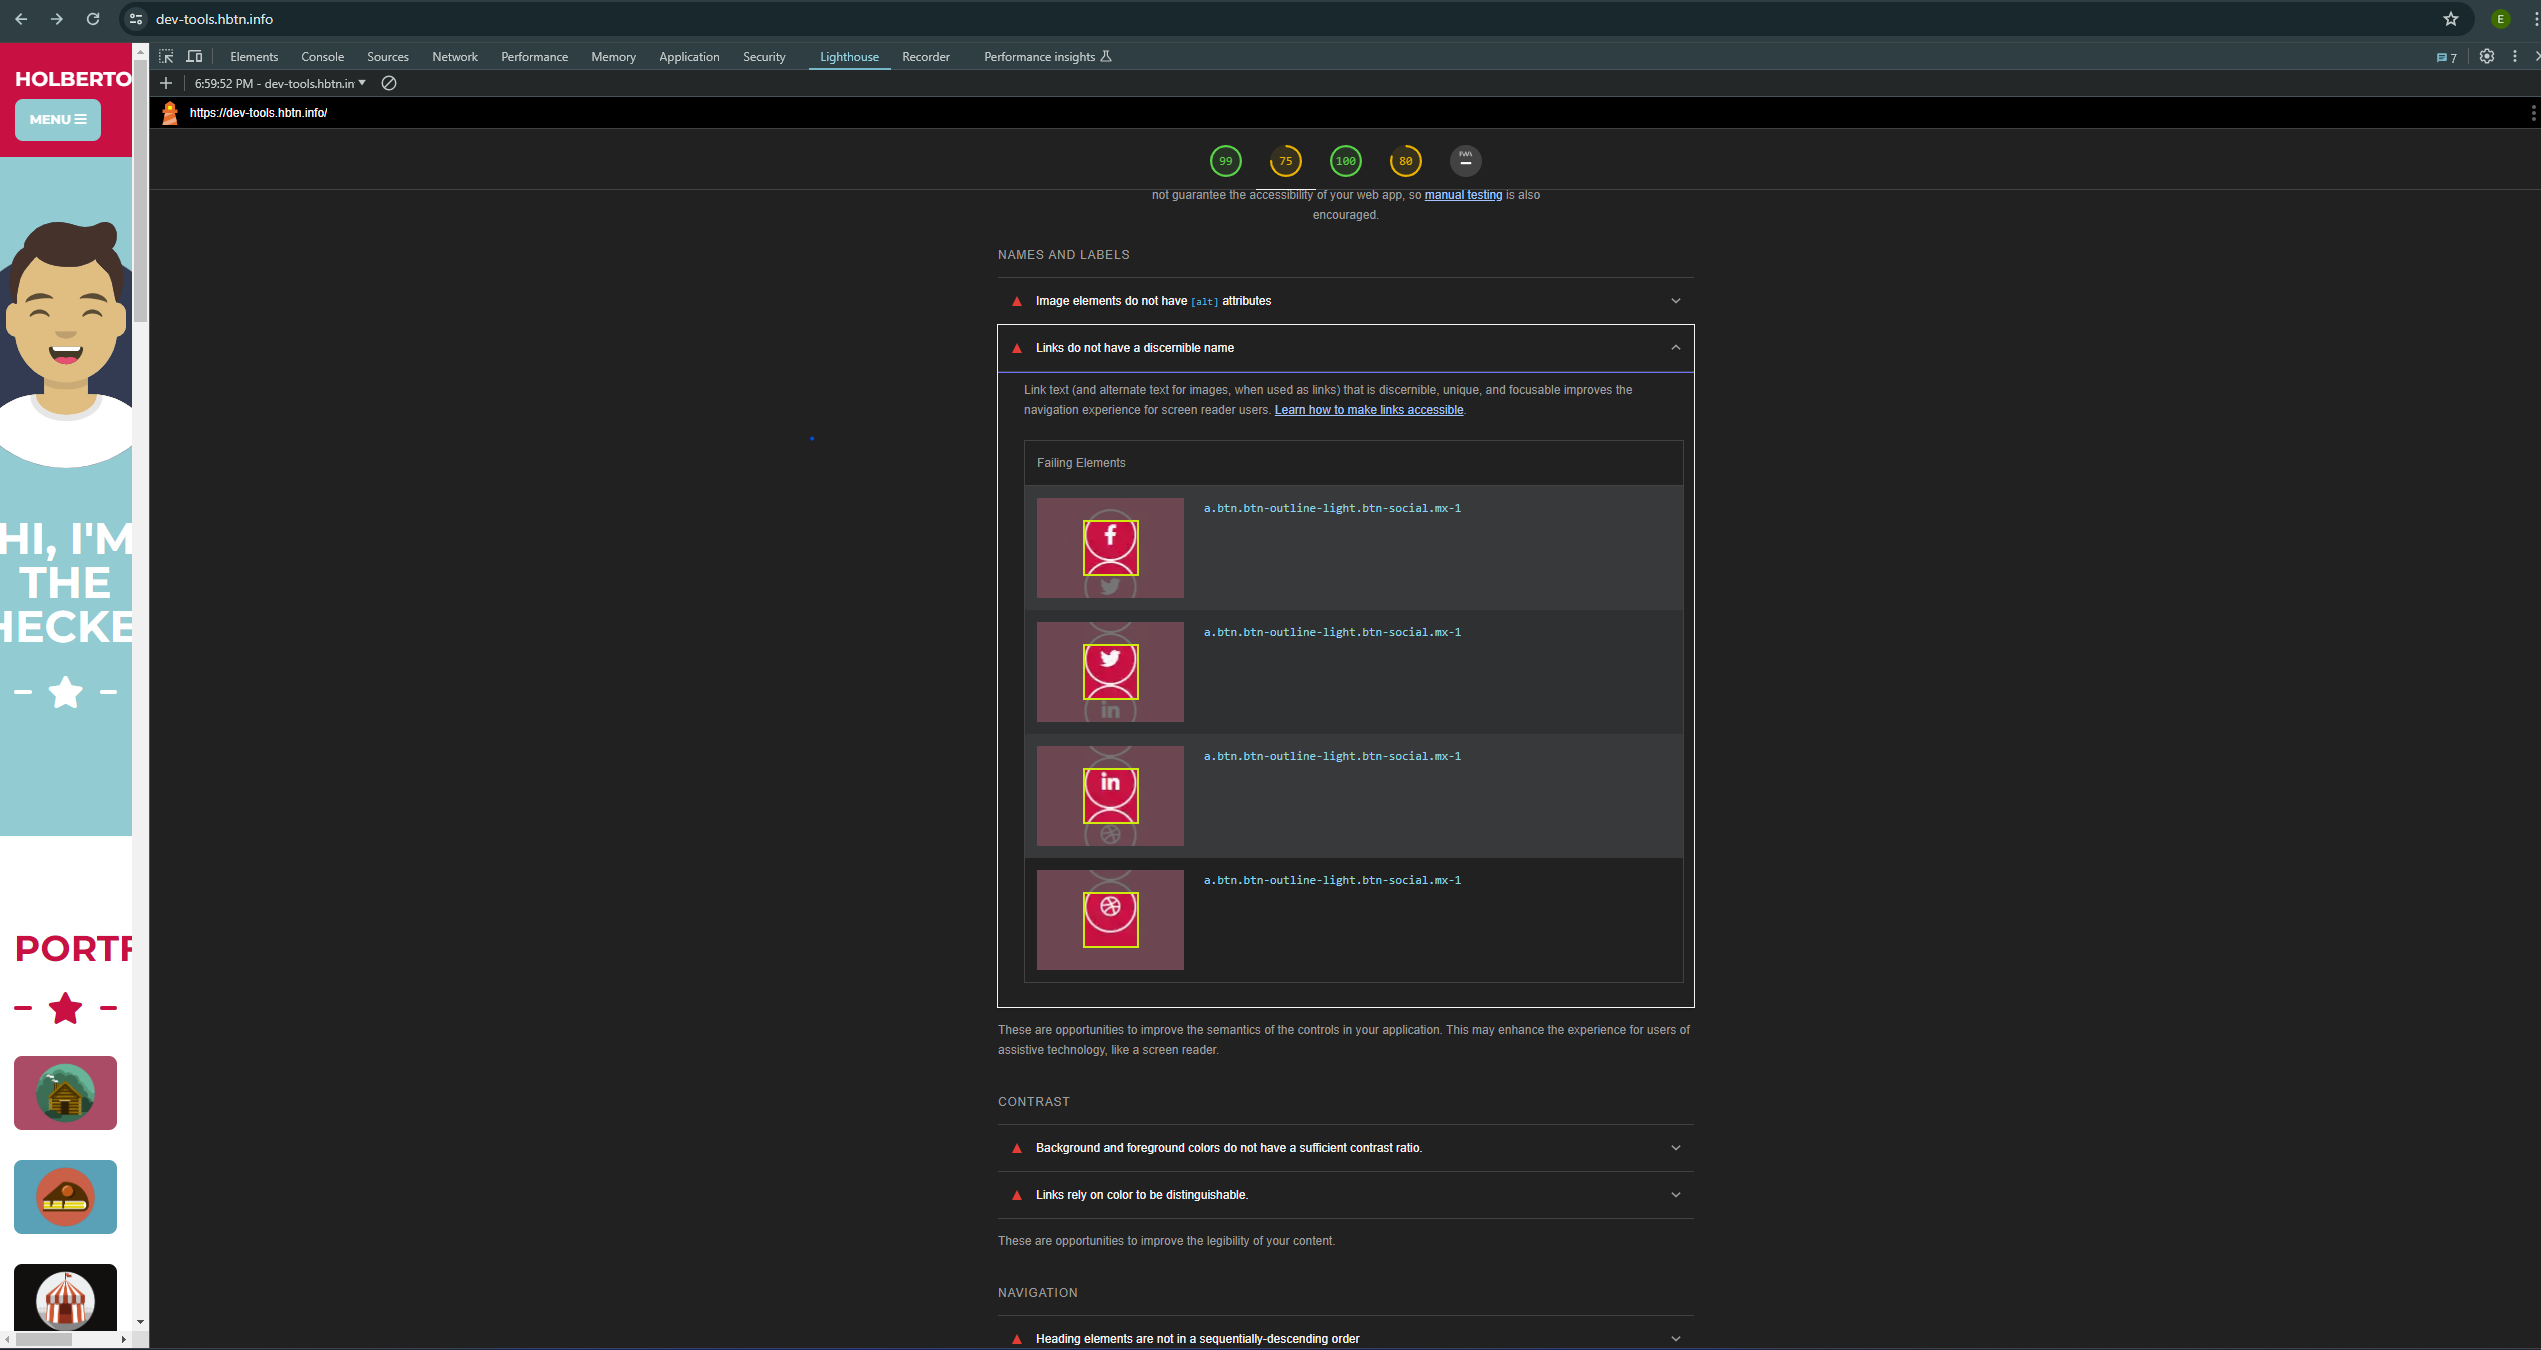 dev-tools.hbtn.info
E
Elements Console Sources Network Performance Memory Application Security Lighthouse Recorder Performance insights
7
6:59:52 PM - dev-tools.hbtn.in
https://dev-tools.hbtn.info/
HOLBERTO
MENU
99 75 100 80 PWA
not guarantee the accessibility of your web app, so manual testing is also
encouraged.
NAMES AND LABELS
Image elements do not have [alt] attributes
Links do not have a discernible name
Link text (and alternate text for images, when used as links) that is discernible, unique, and focusable improves the
navigation experience for screen reader users. Learn how to make links accessible.
Failing Elements
f
a.btn.btn-outline-light.btn-social.mx-1
a.btn.btn-outline-light.btn-social.mx-1
in
in
a.btn.btn-outline-light.btn-social.mx-1
a.btn.btn-outline-light.btn-social.mx-1
These are opportunities to improve the semantics of the controls in your application. This may enhance the experience for users of
assistive technology, like a screen reader.
CONTRAST
Background and foreground colors do not have a sufficient contrast ratio.
Links rely on color to be distinguishable.
These are opportunities to improve the legibility of your content.
NAVIGATION
Heading elements are not in a sequentially-descending order
HI, I'M
THE
HECKE
PORTF